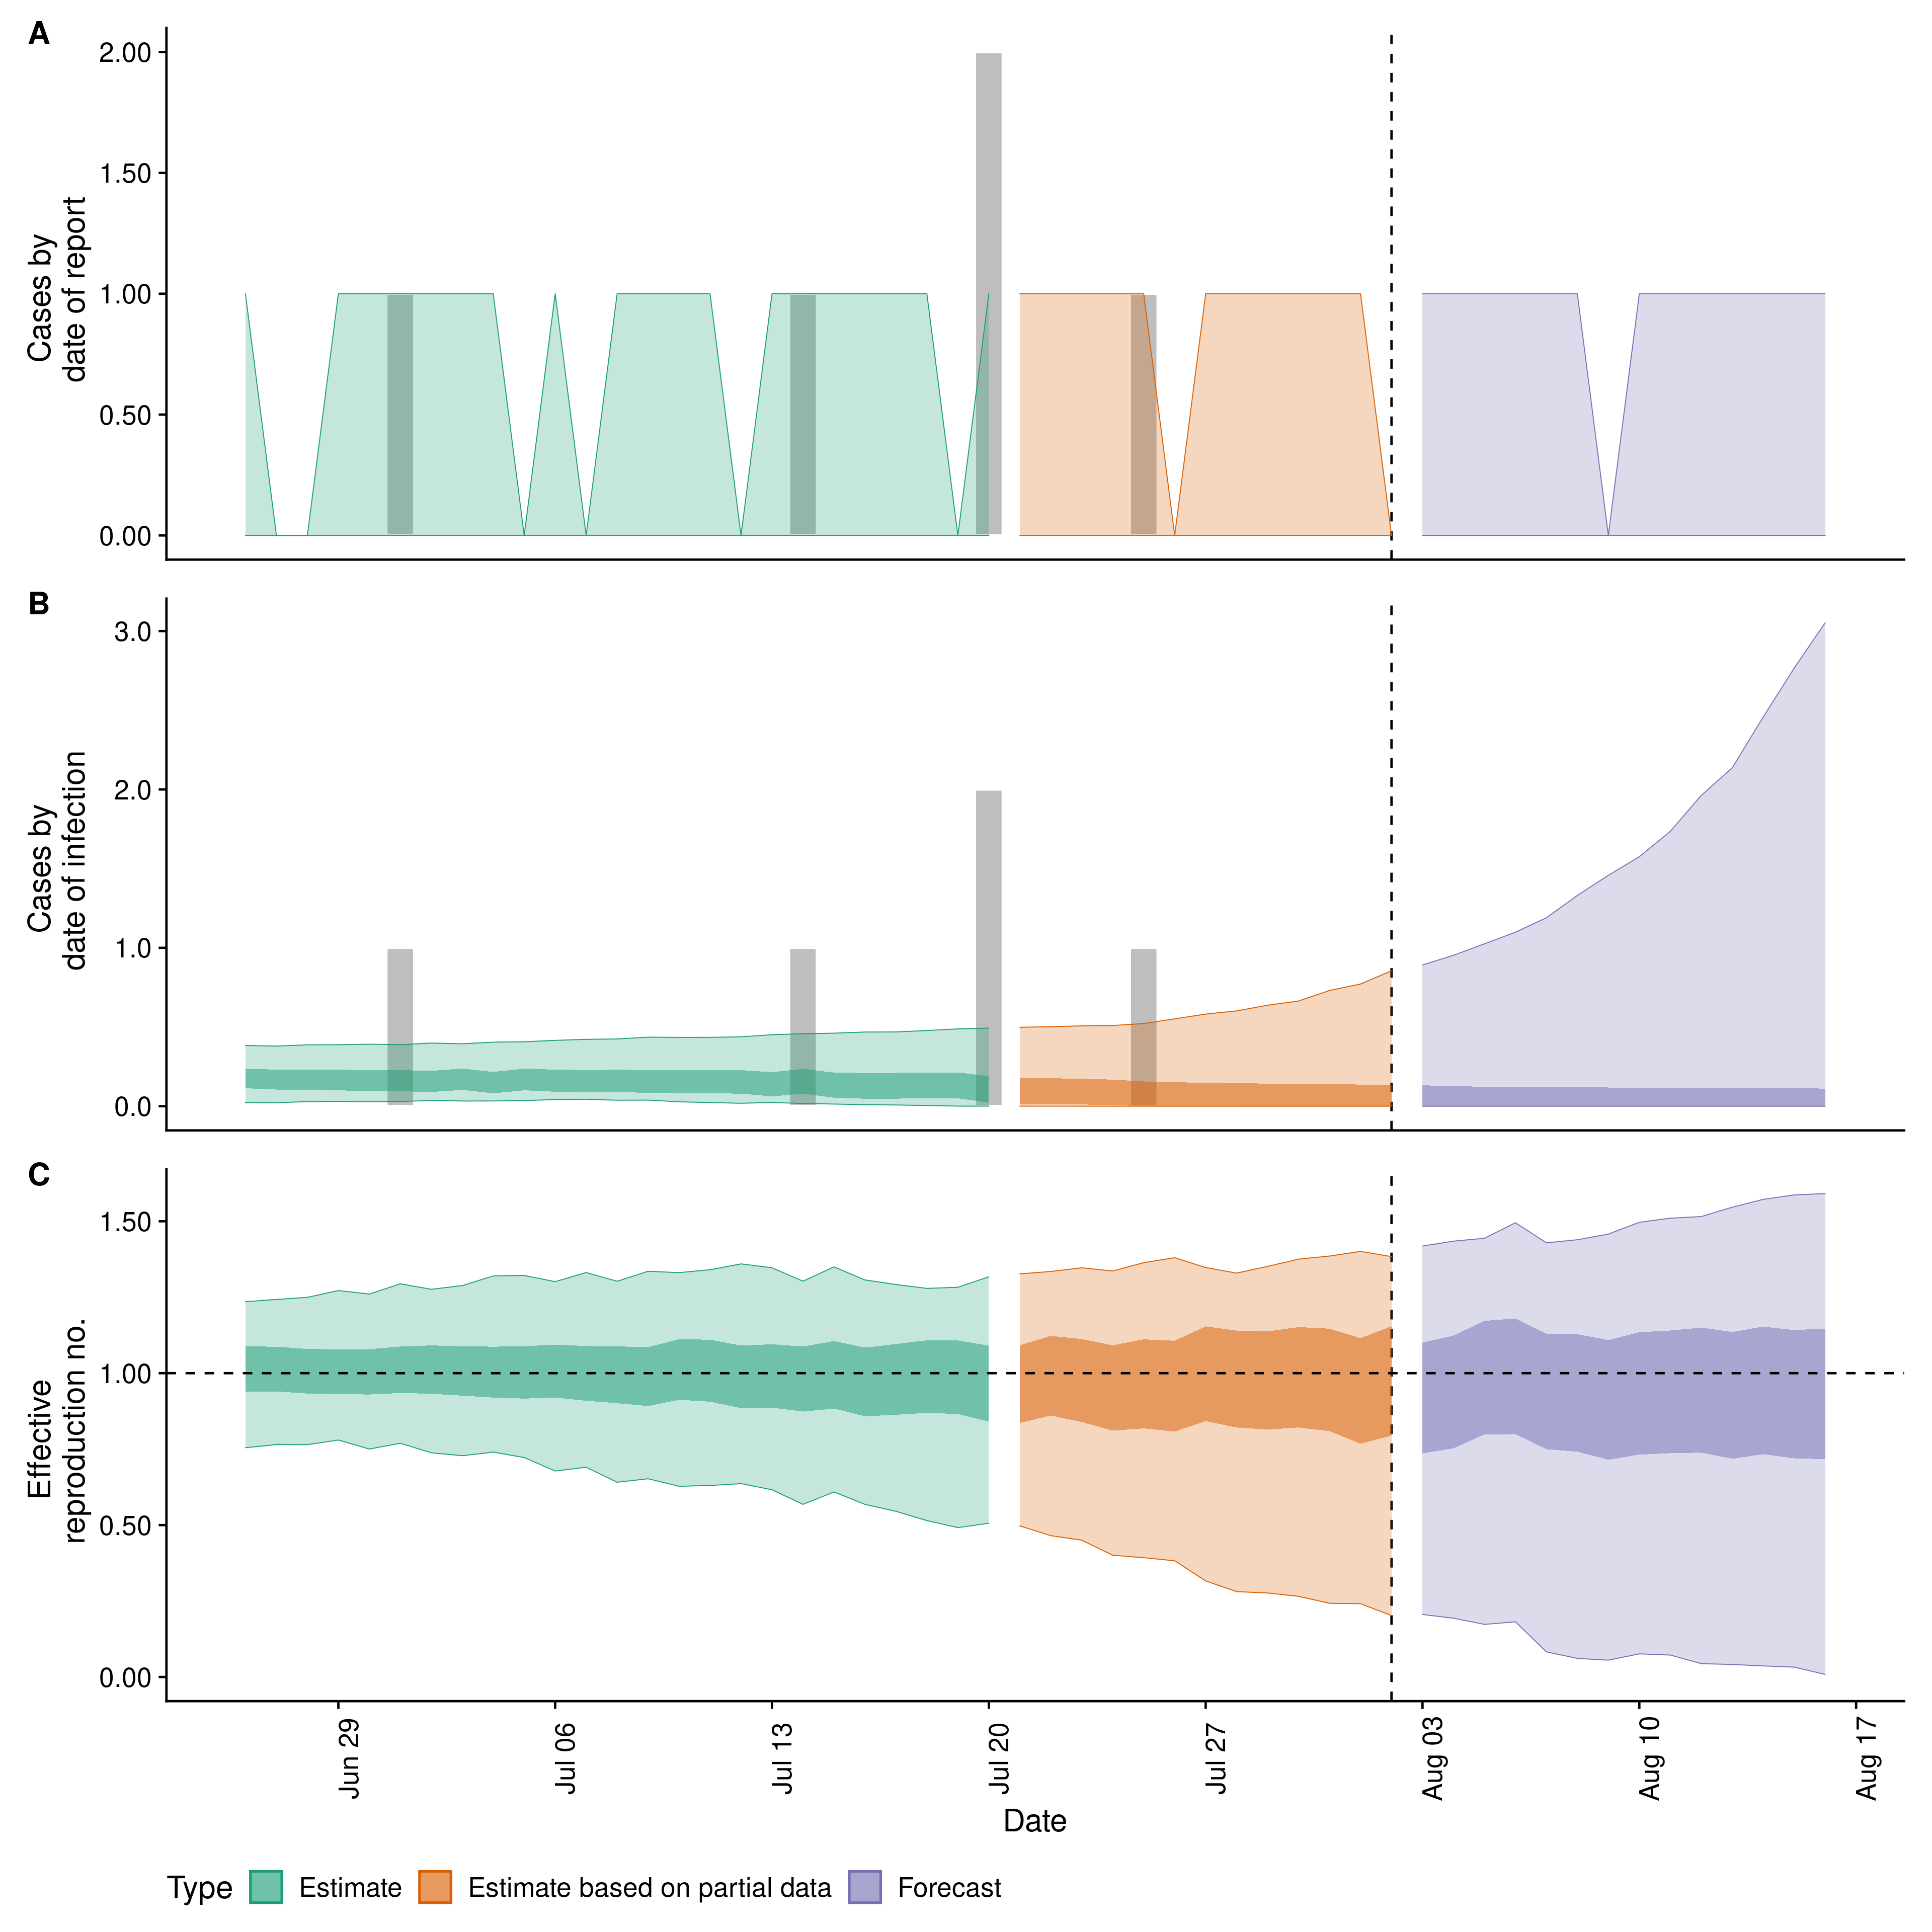 A
2.00
1.50
1.00
0.50
0.00
Cases by
date of report
B
3.0
2.0
1.0
0.0
Cases by
date of infection
C
1.50
1.00
0.50
0.00
Effective
reproduction no.
Jun 29
Jul 06
Jul 13
Jul 20
Jul 27
Aug 03
Aug 10
Aug 17
Date
Type Estimate Estimate based on partial data Forecast